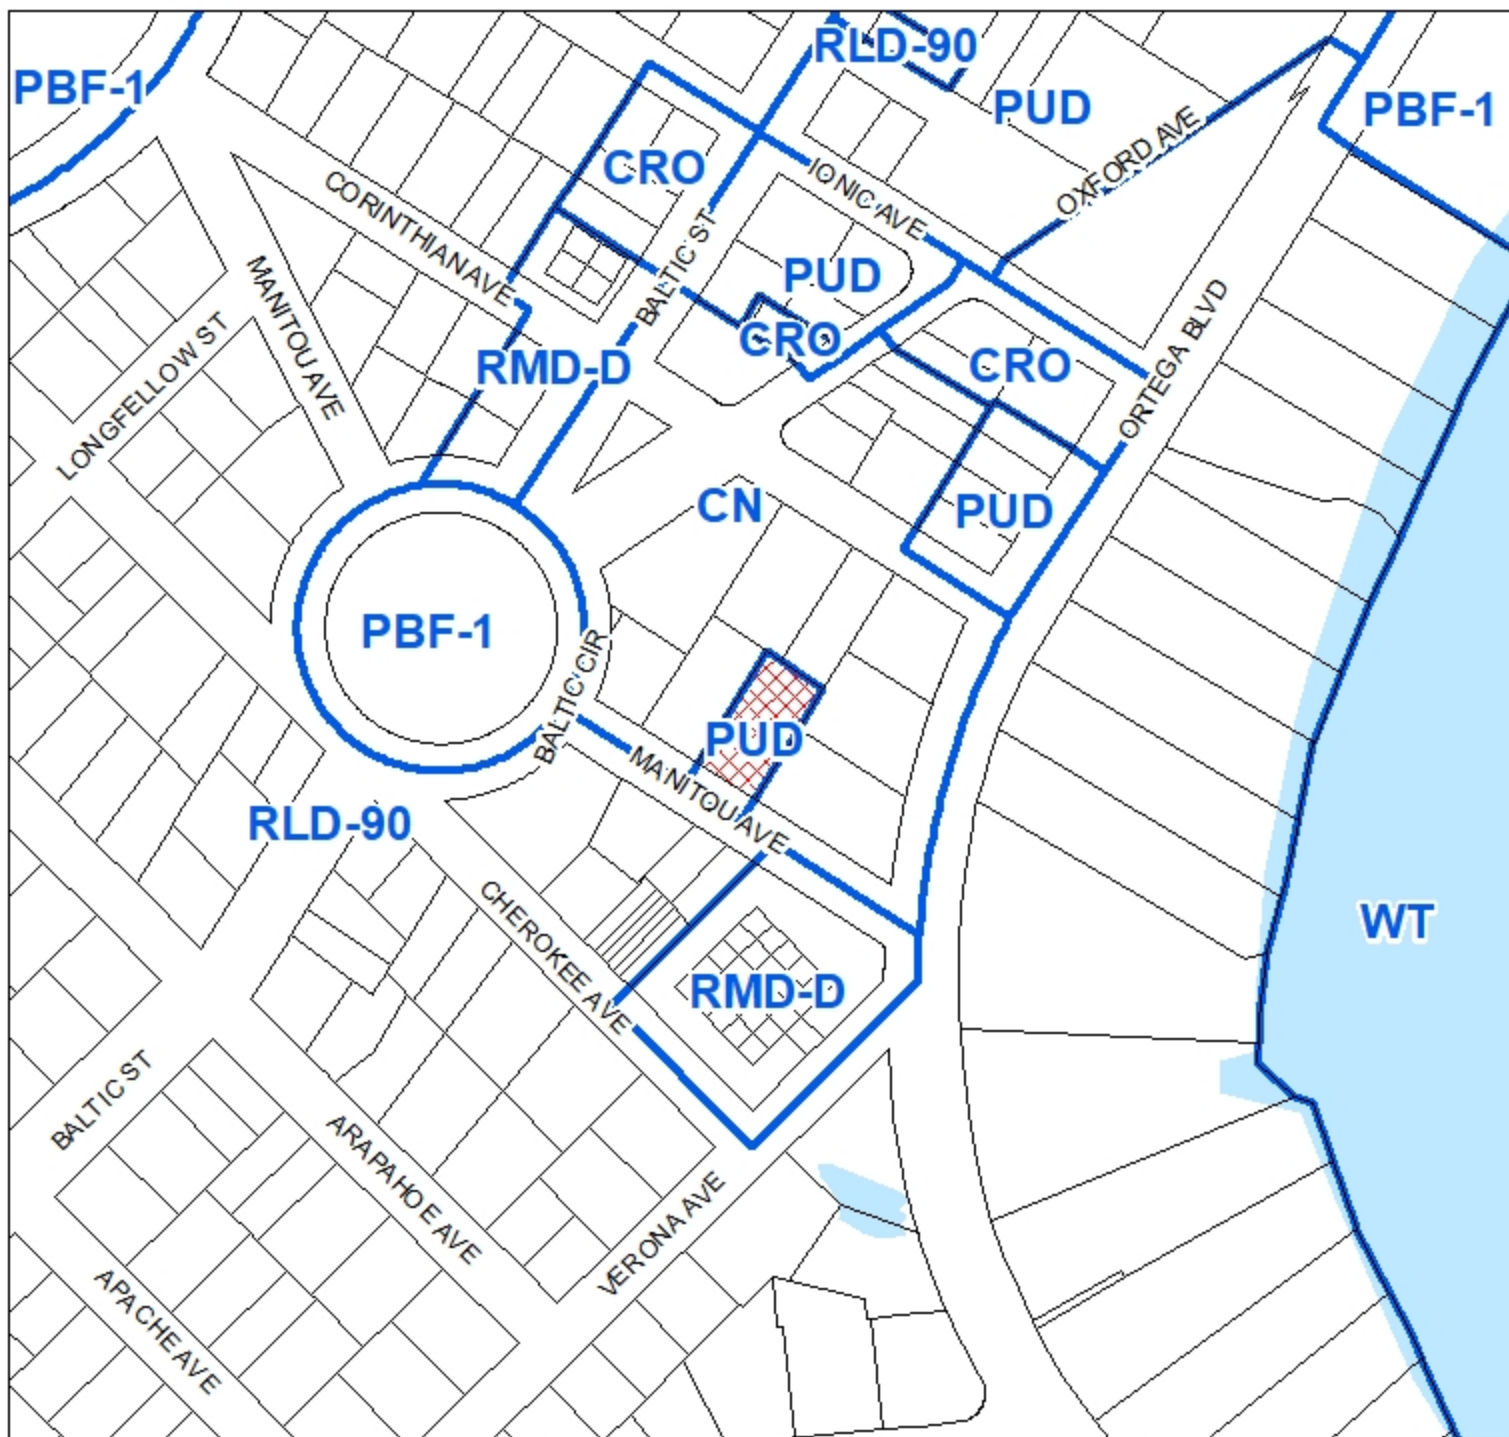 RLD-90
PBF-1
PUD
PBF-1
CRO
IONIC AVE
OXFORD AVE
CORINTHIAN AVE
BALTIC ST
PUD
MANITOU AVE
CRO
LONGFELLOW ST
RMD-D
CRO
ORTEGA BLVD
CN
PUD
PBF-1
BALTIC CIR
PUD
MANITOU AVE
RLD-90
WT
CHEROKEE AVE
RMD-D
BALTIC ST
ARAPAHOE AVE
VERONA AVE
APACHE AVE